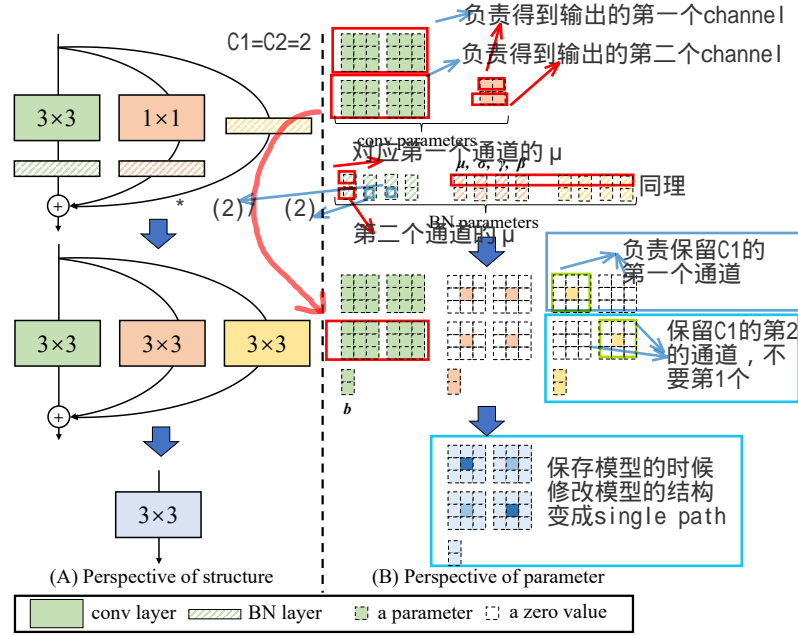 C1=C2=2
负责得到输出的第一个channel
负责得到输出的第二个channel
3×3
1×1
conv parameters
对应第一个通道的 μ
μ, σ, γ, β
同理
*
(2)
(2)
BN parameters
第二个通道的 μ
+
负责保留C1的
第一个通道
3×3
3×3
3×3
保留C1的第2
的通道，不
要第1个
+
b
3×3
保存模型的时候
修改模型的结构
变成single path
(A) Perspective of structure
(B) Perspective of parameter
conv layer
BN layer
a parameter
a zero value